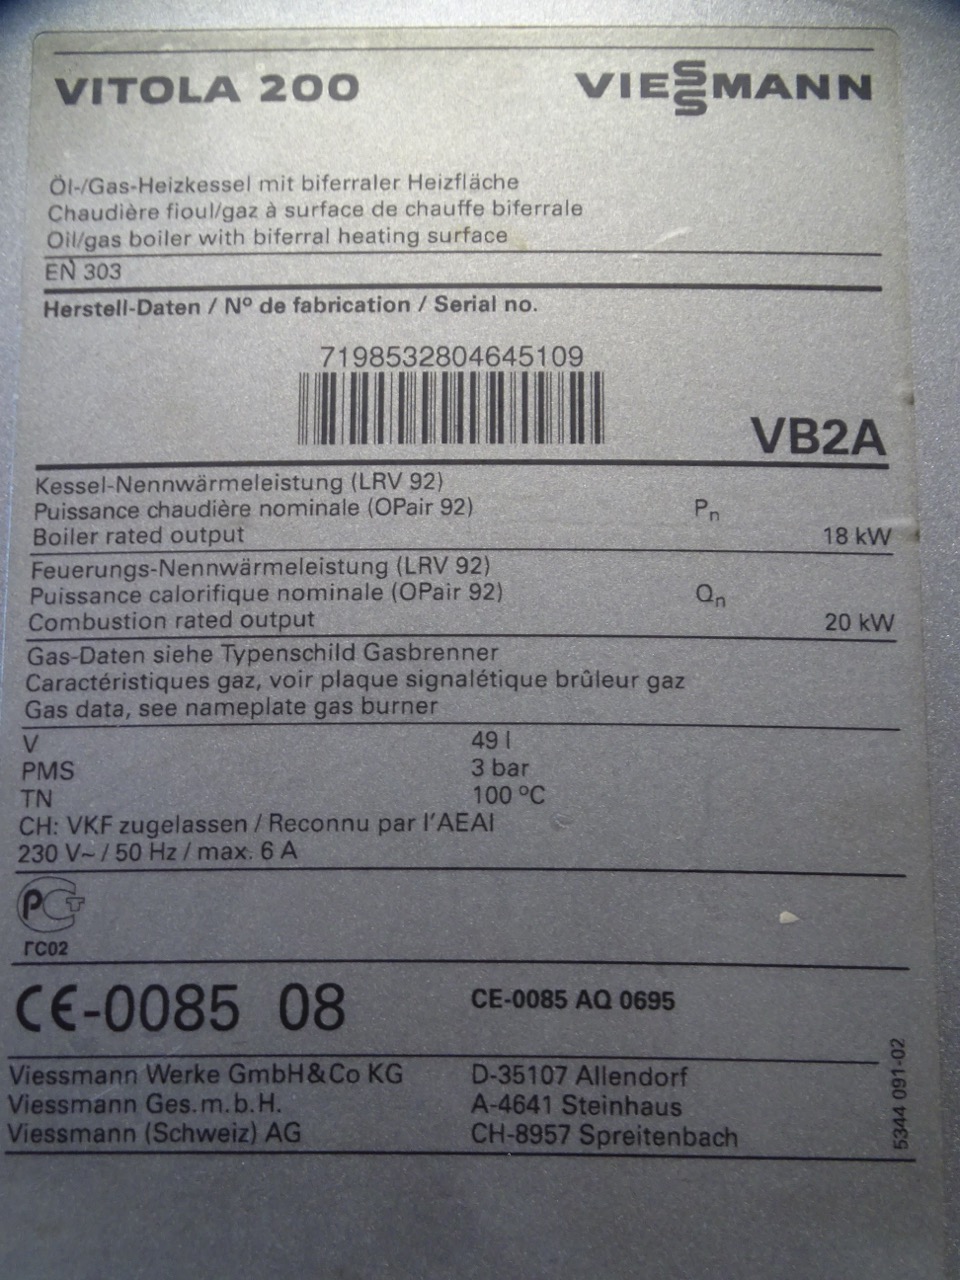 VITOLA 200 VIESSMANN
Öl-/Gas-Heizkessel mit biferraler Heizfläche
Chaudière fioul/gaz à surface de chauffe biferrale
Oil/gas boiler with biferral heating surface
EN 303
Herstell-Daten / Nº de fabrication / Serial no.
7198532804645109
VB2A
Kessel-Nennwärmeleistung (LRV 92)
Puissance chaudière nominale (OPair 92) Pn
Boiler rated output 18 kW
Feuerungs-Nennwärmeleistung (LRV 92)
Puissance calorifique nominale (OPair 92) Qn
Combustion rated output 20 kW
Gas-Daten siehe Typenschild Gasbrenner
Caractéristiques gaz, voir plaque signalétique brûleur gaz
Gas data, see nameplate gas burner
V 49 l
PMS 3 bar
TN 100 ºC
CH: VKF zugelassen / Reconnu par l'AEAI
230 V~ / 50 Hz / max. 6 A
РСТ
ГС02
CE-0085 08 CE-0085 AQ 0695
Viessmann Werke GmbH&Co KG D-35107 Allendorf
Viessmann Ges.m.b.H. A-4641 Steinhaus
Viessmann (Schweiz) AG CH-8957 Spreitenbach
5344 091-02